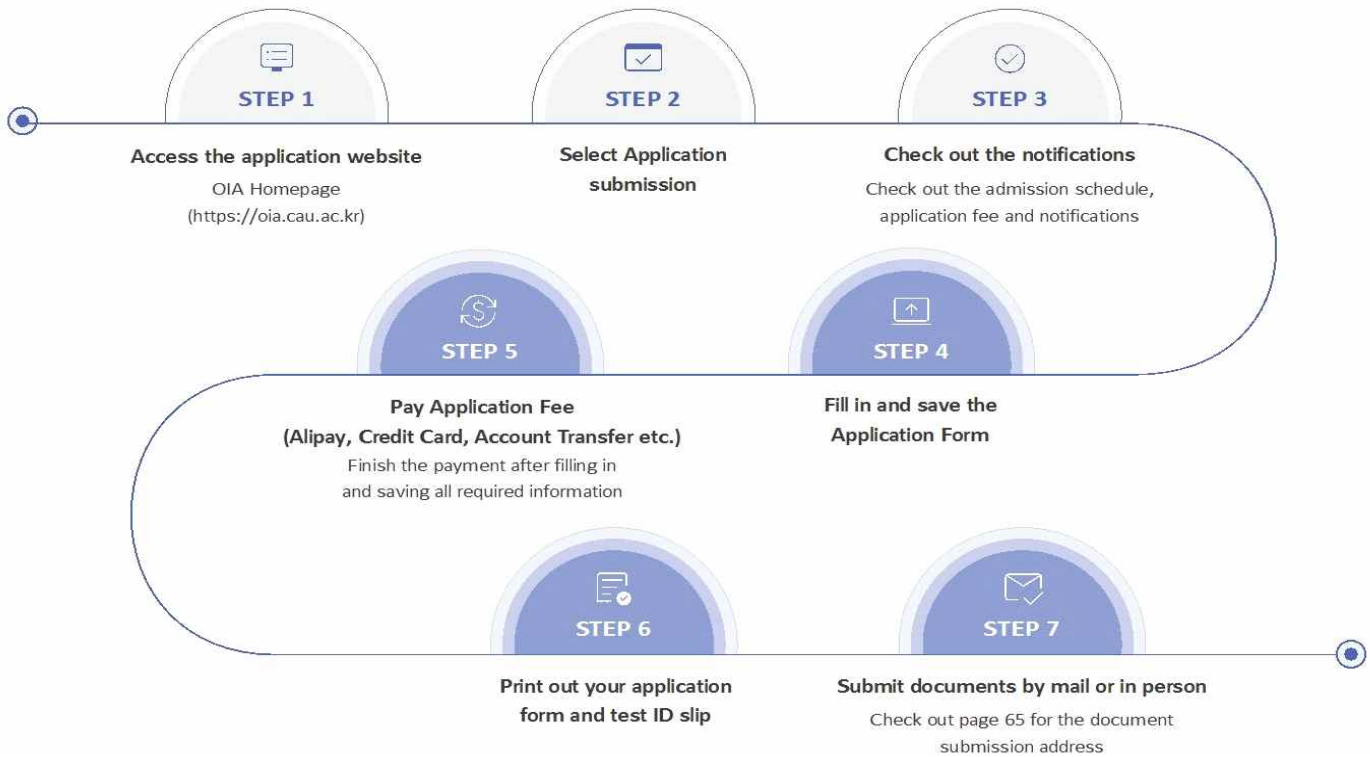 STEP 1
Access the application website
OIA Homepage
(https://oia.cau.ac.kr)
STEP 2
Select Application
submission
STEP 3
Check out the notifications
Check out the admission schedule,
application fee and notifications
STEP 4
Fill in and save the
Application Form
STEP 5
Pay Application Fee
(Alipay, Credit Card, Account Transfer etc.)
Finish the payment after filling in
and saving all required information
STEP 6
Print out your application
form and test ID slip
STEP 7
Submit documents by mail or in person
Check out page 65 for the document
submission address